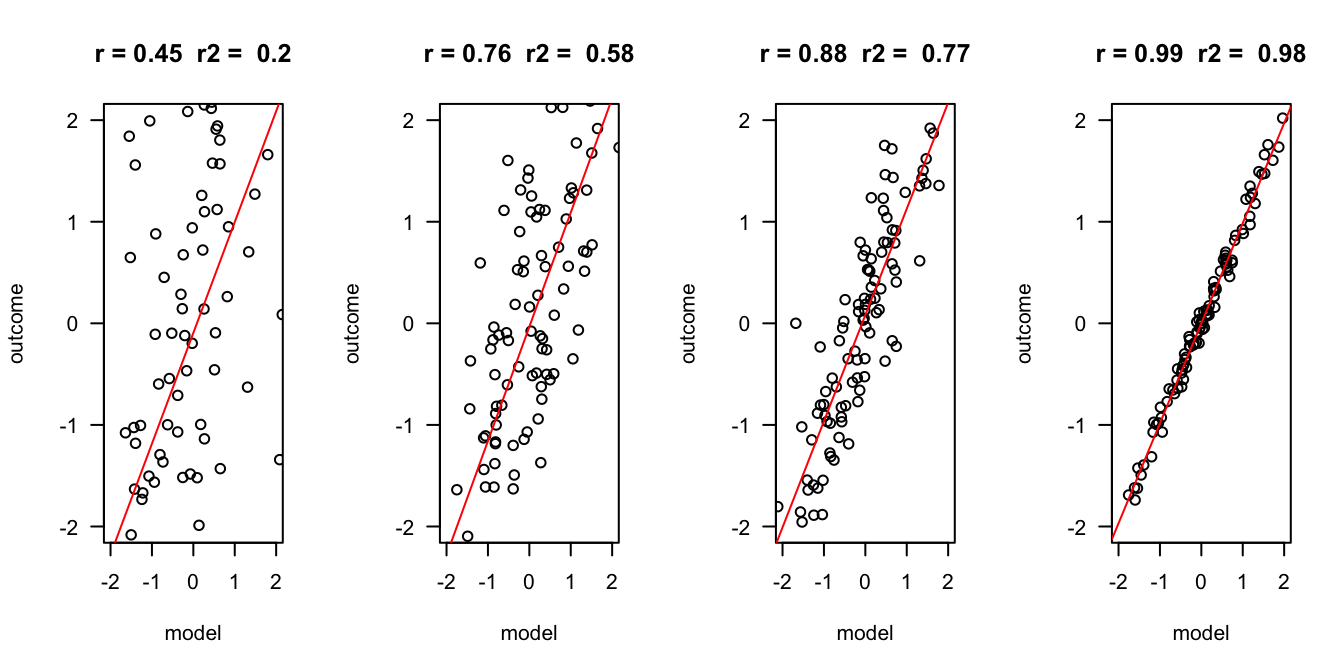 r = 0.45  r2 =  0.2
outcome
2
1
0
-1
-2
-2 -1 0 1 2
model
r = 0.76  r2 =  0.58
outcome
2
1
0
-1
-2
-2 -1 0 1 2
model
r = 0.88  r2 =  0.77
outcome
2
1
0
-1
-2
-2 -1 0 1 2
model
r = 0.99  r2 =  0.98
outcome
2
1
0
-1
-2
-2 -1 0 1 2
model